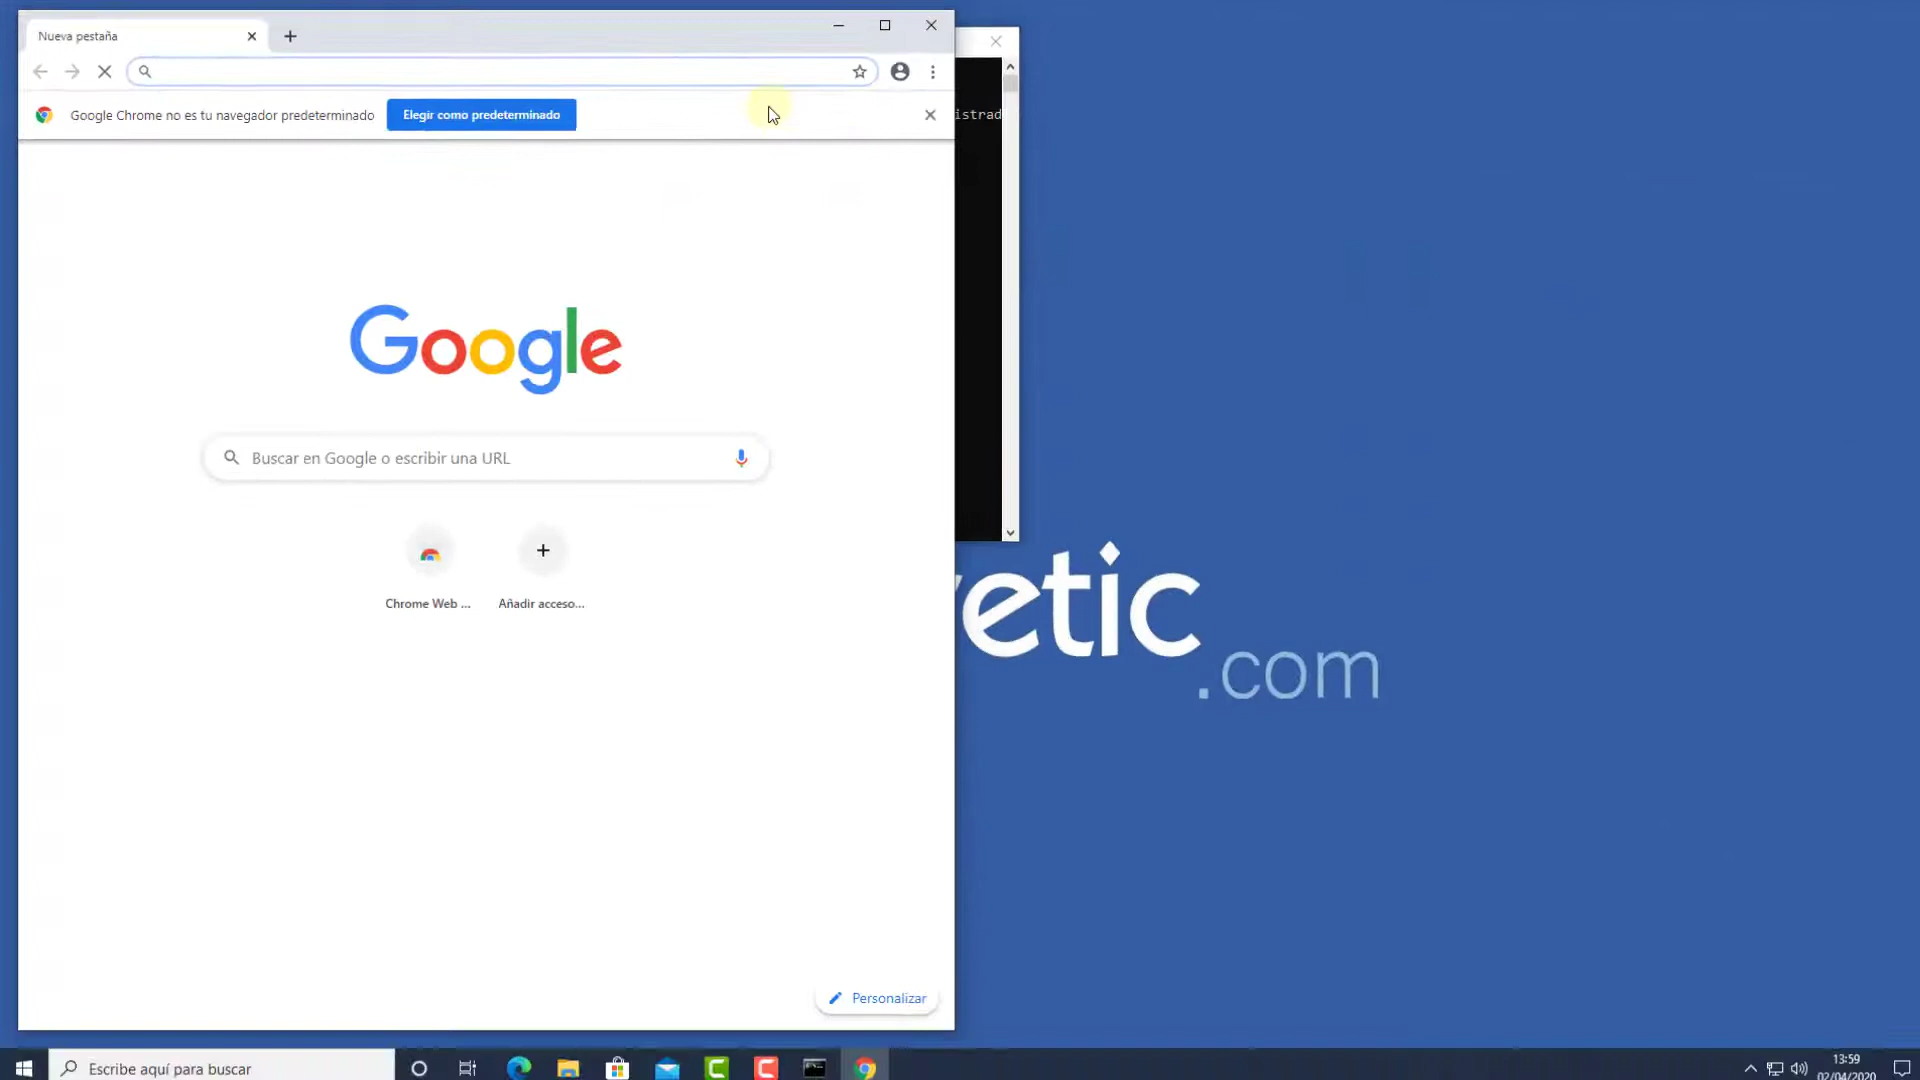 Nueva pestaña
Google Chrome no es tu navegador predeterminado
Elegir como predeterminado
istrad
Google
Buscar en Google o escribir una URL
Chrome Web ...
Añadir acceso...
etic
.com
Personalizar
Escribe aquí para buscar
13:59
02/04/2020